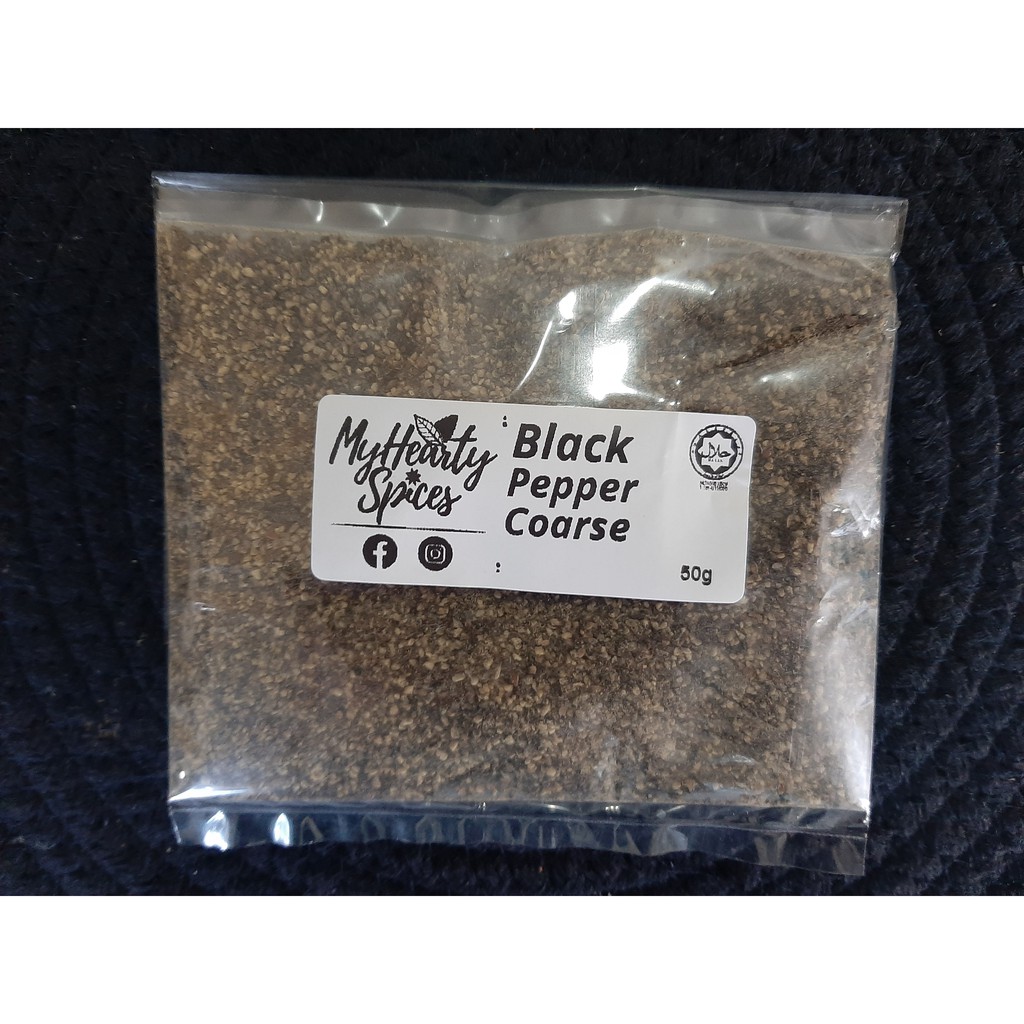 MyHearty
Spices
Black
Pepper
Coarse
حلال
50g